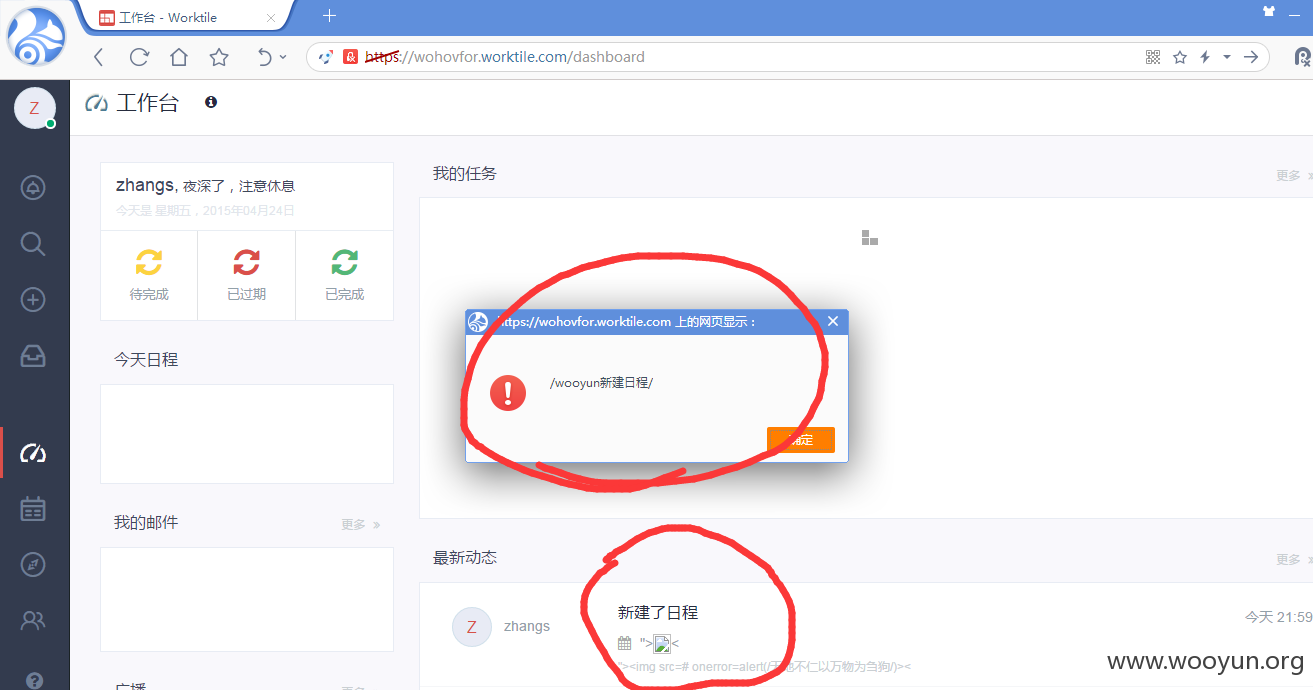 工作台 - Worktile
https://wohovfor.worktile.com/dashboard
Z
工作台
zhangs, 夜深了，注意休息
今天是 星期五，2015年04月24日
待完成
已过期
已完成
今天日程
我的邮件
更多 »
我的任务
更多
https://wohovfor.worktile.com 上的网页显示：
/wooyun新建日程/
确定
最新动态
更多
Z
zhangs
新建了日程
今天 21:59
"><
"><img src=# onerror=alert(/天地不仁以万物为刍狗/)><
www.wooyun.org